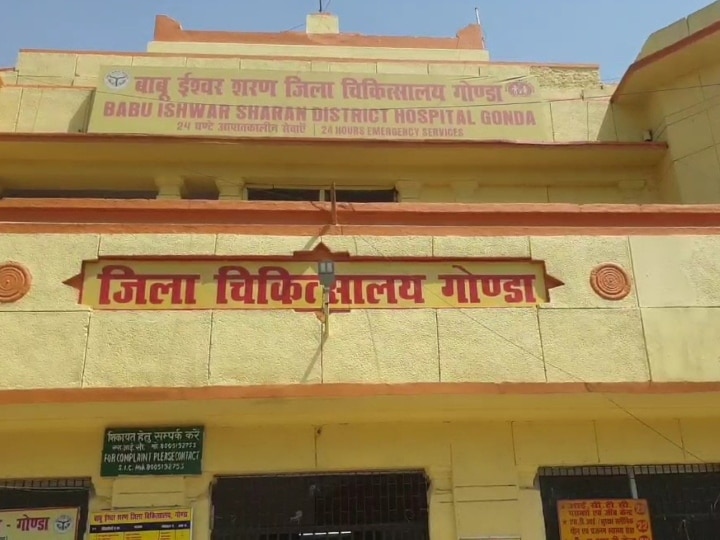 बाबू ईश्वर शरण जिला चिकित्सालय गोण्डा
BABU ISHWAR SHARAN DISTRICT HOSPITAL GONDA
24 घण्टे आपातकालीन सेवाएँ | 24 HOURS EMERGENCY SERVICES
जिला चिकित्सालय गोण्डा
शिकायत हेतु सम्पर्क करें
FOR COMPLAINT PLEASE CONTACT
S.I.C.
- गोण्डा
जिला चिकित्सालय, गोण्डा